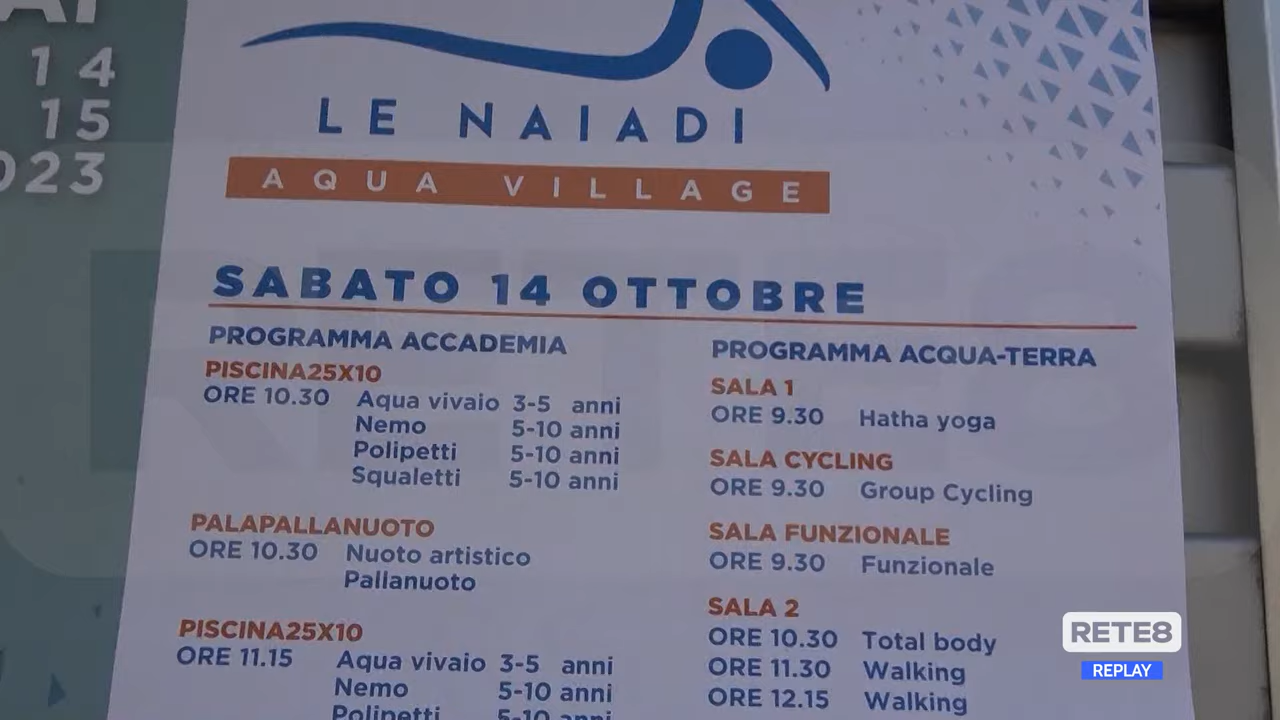 14
15
023
LE NAIADI
AQUA VILLAGE
SABATO 14 OTTOBRE
PROGRAMMA ACCADEMIA
PISCINA25X10
ORE 10.30 Aqua vivaio 3-5 anni
Nemo 5-10 anni
Polipetti 5-10 anni
Squaletti 5-10 anni
PALAPALLANUOTO
ORE 10.30 Nuoto artistico
Pallanuoto
PISCINA25X10
ORE 11.15 Aqua vivaio 3-5 anni
Nemo 5-10 anni
Polipetti 5-10 anni
PROGRAMMA ACQUA-TERRA
SALA 1
ORE 9.30 Hatha yoga
SALA CYCLING
ORE 9.30 Group Cycling
SALA FUNZIONALE
ORE 9.30 Funzionale
SALA 2
ORE 10.30 Total body
ORE 11.30 Walking
ORE 12.15 Walking
RETE8
REPLAY